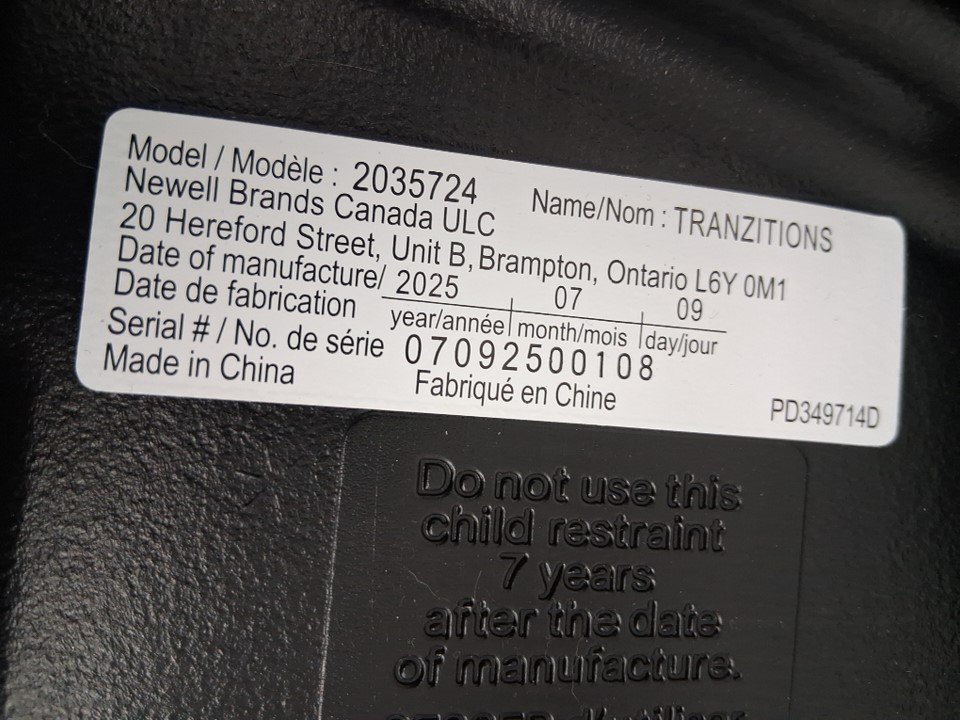 Model / Modèle : 2035724 Name/Nom : TRANZITIONS
Newell Brands Canada ULC
20 Hereford Street, Unit B, Brampton, Ontario L6Y 0M1
Date of manufacture/ 2025 07 09
Date de fabrication year/année month/mois day/jour
Serial # / No. de série 07092500108
Made in China Fabriqué en Chine PD349714D
Do not use this
child restraint
7 years
after the date
of manufacture.